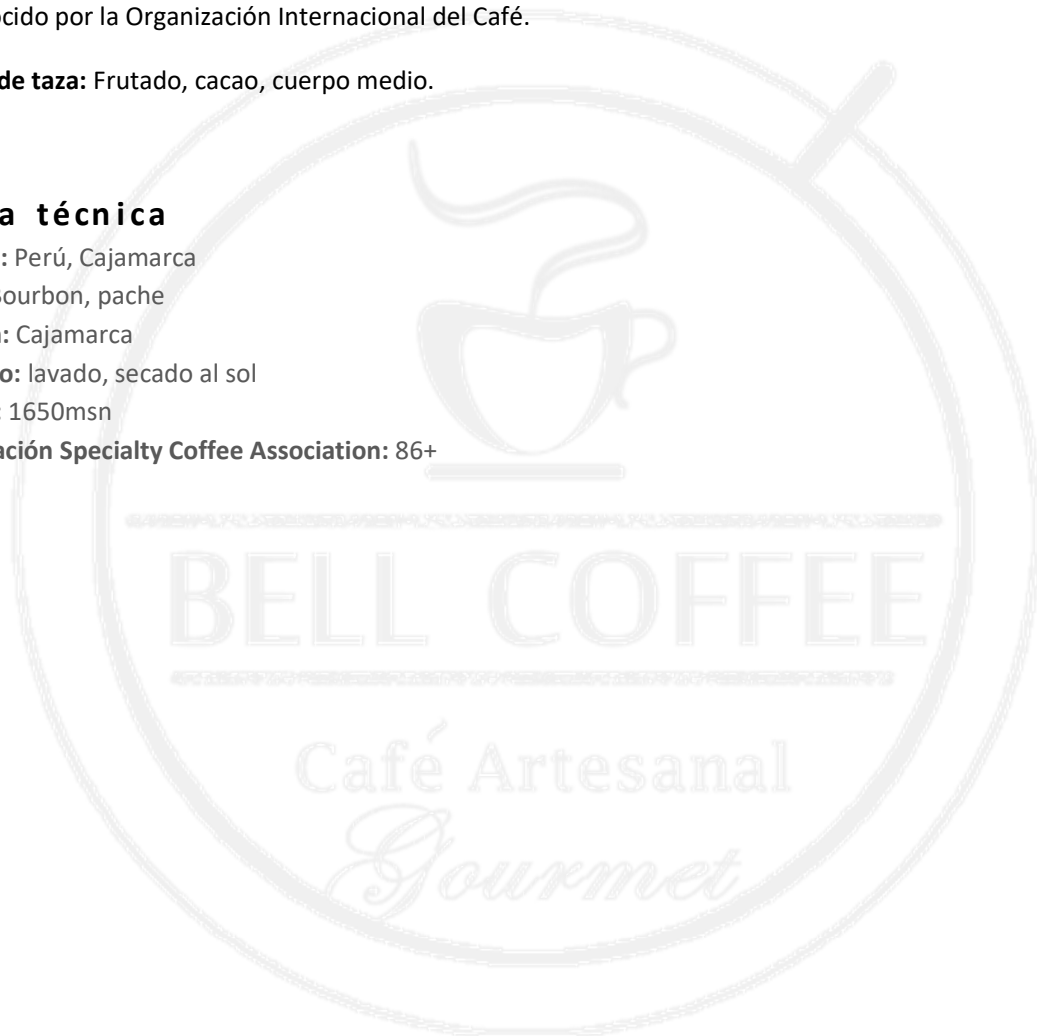 ocido por la Organización Internacional del Café.
de taza: Frutado, cacao, cuerpo medio.
a técnica
: Perú, Cajamarca
Bourbon, pache
: Cajamarca
o: lavado, secado al sol
: 1650msn
ación Specialty Coffee Association: 86+
BELL COFFEE
Café Artesanal
Gourmet